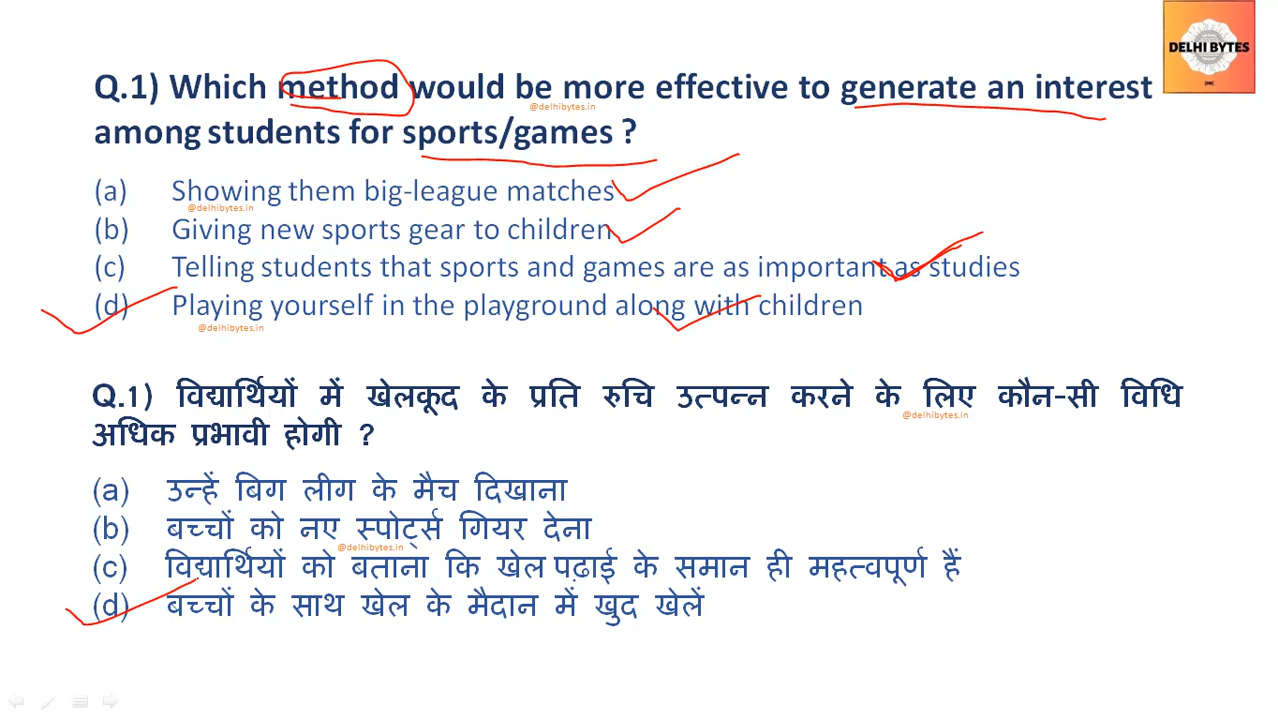 DELHI BYTES
Q.1) Which method would be more effective to generate an interest
@delhibytes.in
among students for sports/games ?
(a) Showing them big-league matches
@delhibytes.in
(b) Giving new sports gear to children
(c) Telling students that sports and games are as important as studies
(d) Playing yourself in the playground along with children
@delhibytes.in
Q.1) विद्यार्थियों में खेलकूद के प्रति रुचि उत्पन्न करने के लिए कौन-सी विधि
@delhibytes.in
अधिक प्रभावी होगी ?
(a) उन्हें बिग लीग के मैच दिखाना
(b) बच्चों को नए स्पोर्ट्स गियर देना
@delhibytes.in
(c) विद्यार्थियों को बताना कि खेल पढ़ाई के समान ही महत्वपूर्ण हैं
(d) बच्चों के साथ खेल के मैदान में खुद खेलें